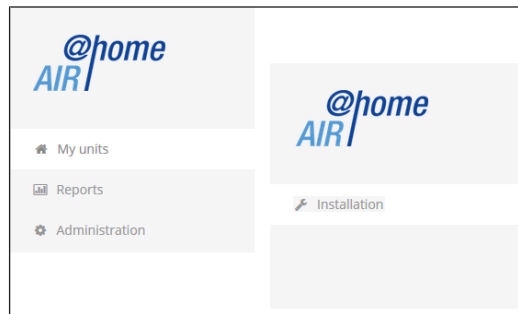 @home
AIR
My units
Reports
Administration
@home
AIR
Installation